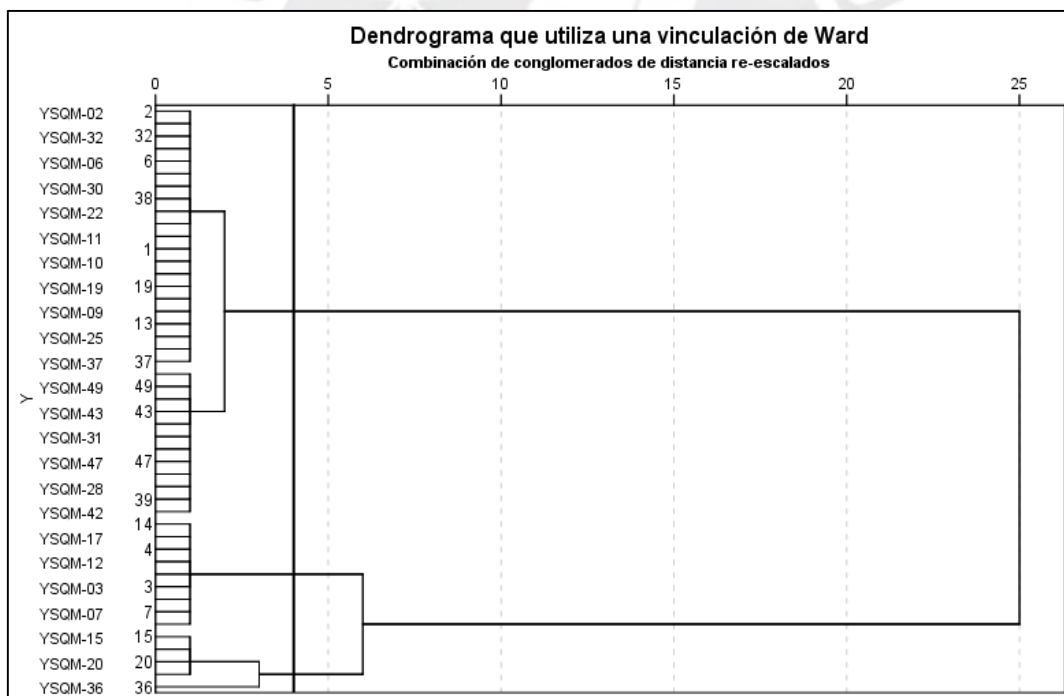 Dendrograma que utiliza una vinculación de Ward
Combinación de conglomerados de distancia re-escalados
0 5 10 15 20 25
YSQM-02 2
YSQM-32 32
YSQM-06 6
YSQM-30
38
YSQM-22
YSQM-11
1
YSQM-10
YSQM-19 19
YSQM-09
13
YSQM-25
YSQM-37 37
YSQM-49 49
Y
YSQM-43 43
YSQM-31
YSQM-47 47
YSQM-28
39
YSQM-42
14
YSQM-17
4
YSQM-12
YSQM-03 3
YSQM-07 7
YSQM-15 15
YSQM-20 20
YSQM-36 36